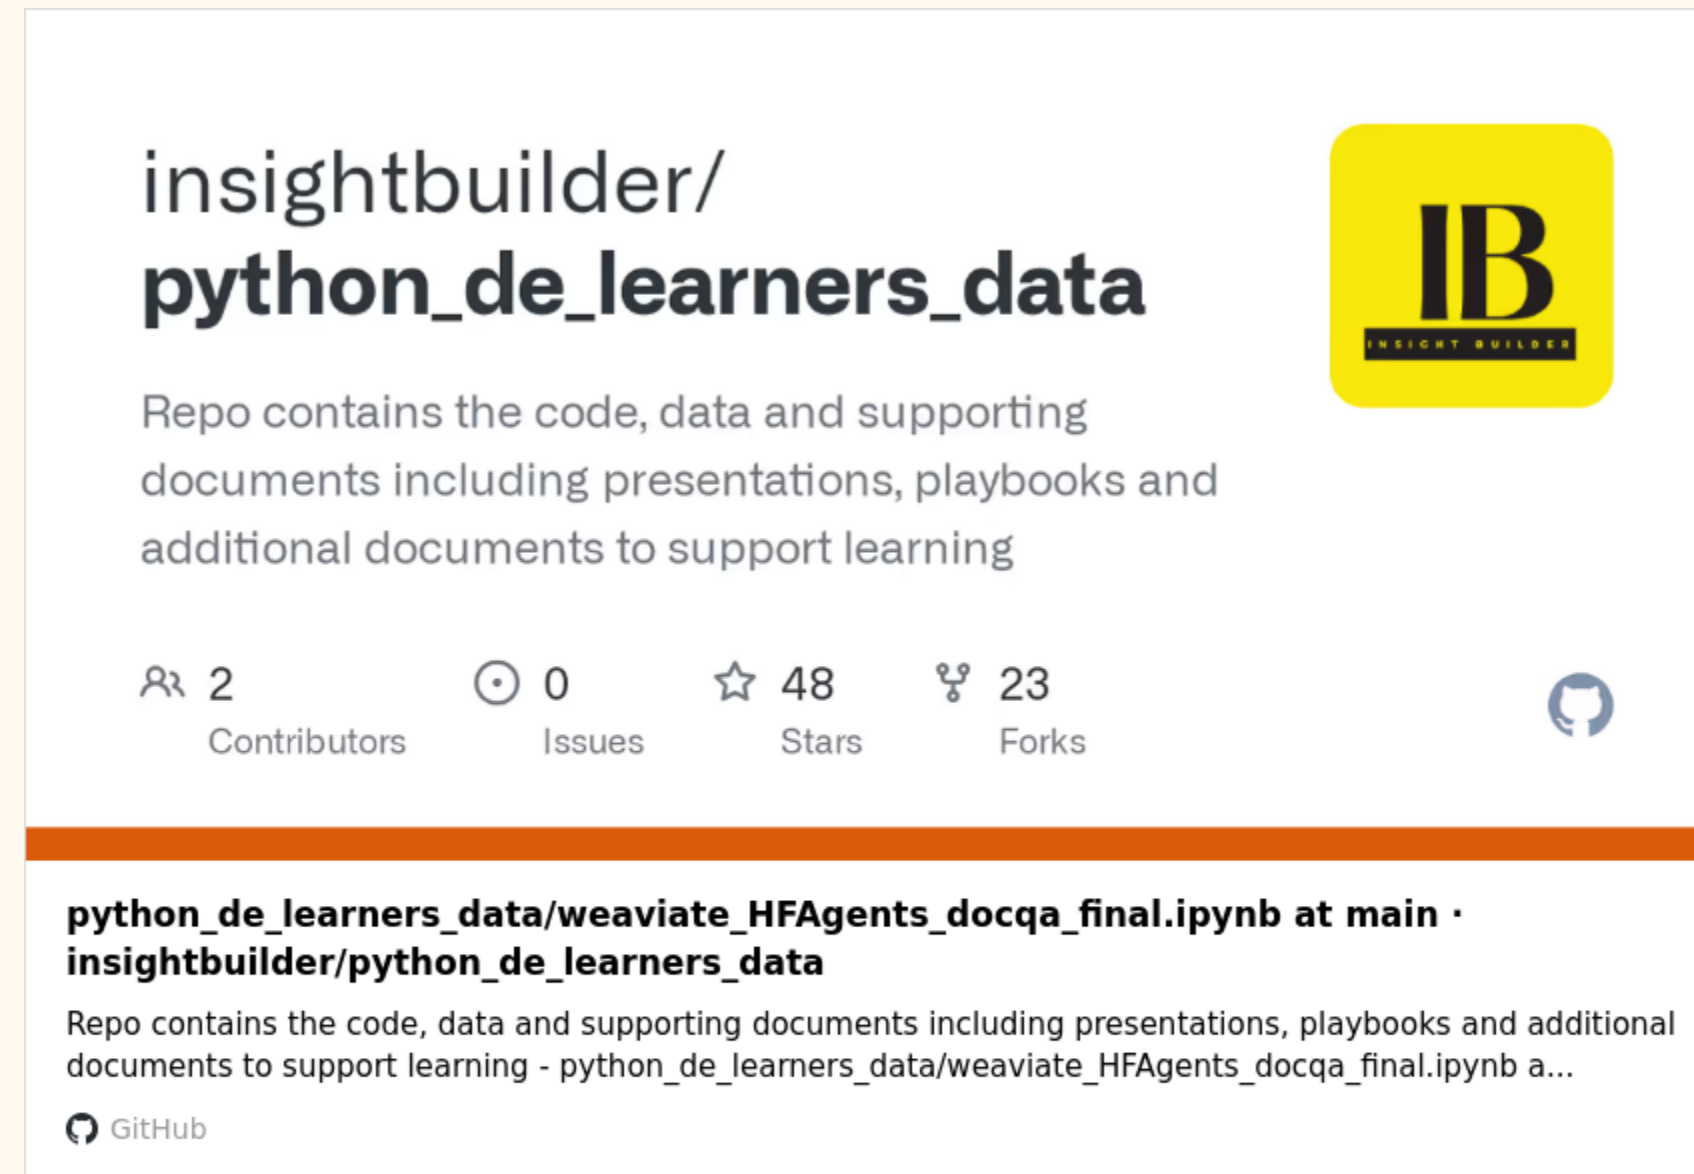 insightbuilder/
python_de_learners_data
IB
INSIGHT BUILDER
Repo contains the code, data and supporting
documents including presentations, playbooks and
additional documents to support learning
2
Contributors
0
Issues
48
Stars
23
Forks
python_de_learners_data/weaviate_HFAgents_docqa_final.ipynb at main ·
insightbuilder/python_de_learners_data
Repo contains the code, data and supporting documents including presentations, playbooks and additional
documents to support learning - python_de_learners_data/weaviate_HFAgents_docqa_final.ipynb a...
GitHub